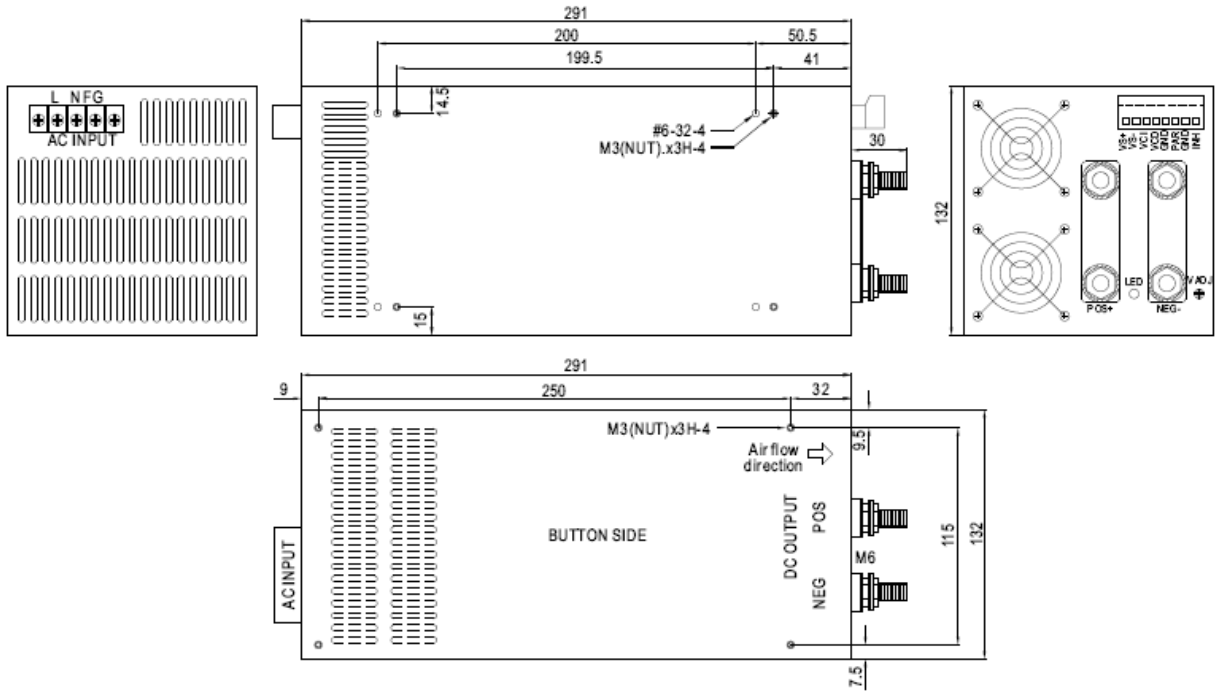 291
200
50.5
199.5
41
L NFG
AC INPUT
14.5
#6-32-4
M3(NUT).x3H-4
30
15
132
VS+
VS-
VCI
VCO
GND
PAR
GND
INH
LED
V ADJ.
POS+
NEG-
291
9
250
32
M3(NUT)x3H-4
9.5
Air flow
direction
BUTTON SIDE
AC INPUT
DC OUTPUT
POS
NEG
M6
115
132
7.5